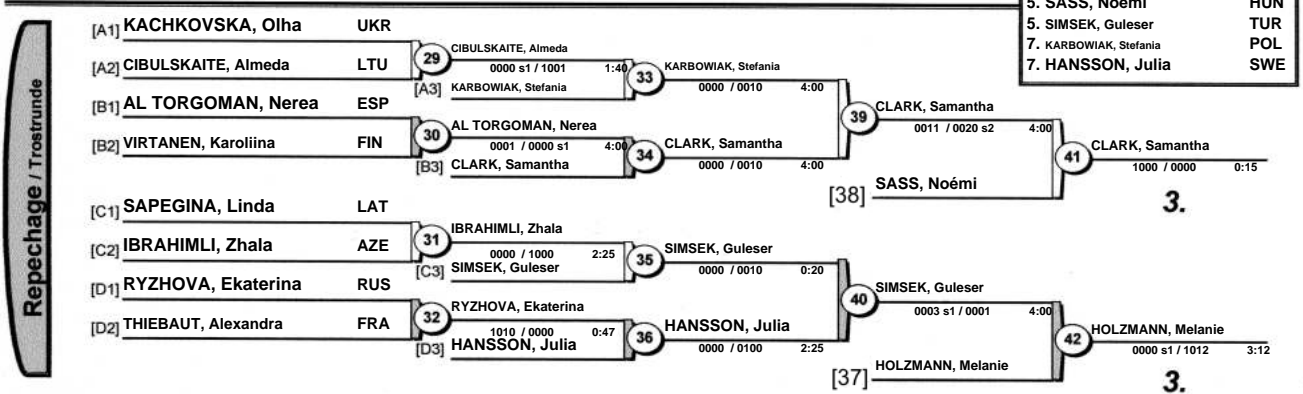 5. SASS, Noémi HUN
5. SIMSEK, Guleser TUR
7. KARBOWIAK, Stefania POL
7. HANSSON, Julia SWE
Repechage / Trostrunde
[A1] KACHKOVSKA, Olha UKR
[A2] CIBULSKAITE, Almeda LTU
[B1] AL TORGOMAN, Nerea ESP
[B2] VIRTANEN, Karoliina FIN
[C1] SAPEGINA, Linda LAT
[C2] IBRAHIMLI, Zhala AZE
[D1] RYZHOVA, Ekaterina RUS
[D2] THIEBAUT, Alexandra FRA
29
CIBULSKAITE, Almeda
0000 s1 / 1001 1:40
[A3] KARBOWIAK, Stefania
30
AL TORGOMAN, Nerea
0001 / 0000 s1 4:00
[B3] CLARK, Samantha
31
IBRAHIMLI, Zhala
0000 / 1000 2:25
[C3] SIMSEK, Guleser
32
RYZHOVA, Ekaterina
1010 / 0000 0:47
[D3] HANSSON, Julia
33
KARBOWIAK, Stefania
0000 / 0010 4:00
34
CLARK, Samantha
0000 / 0010 4:00
35
SIMSEK, Guleser
0000 / 0010 0:20
36
HANSSON, Julia
0000 / 0100 2:25
39
CLARK, Samantha
0011 / 0020 s2 4:00
[38] SASS, Noémi
40
SIMSEK, Guleser
0003 s1 / 0001 4:00
[37] HOLZMANN, Melanie
41
CLARK, Samantha
1000 / 0000 0:15
3.
42
HOLZMANN, Melanie
0000 s1 / 1012 3:12
3.